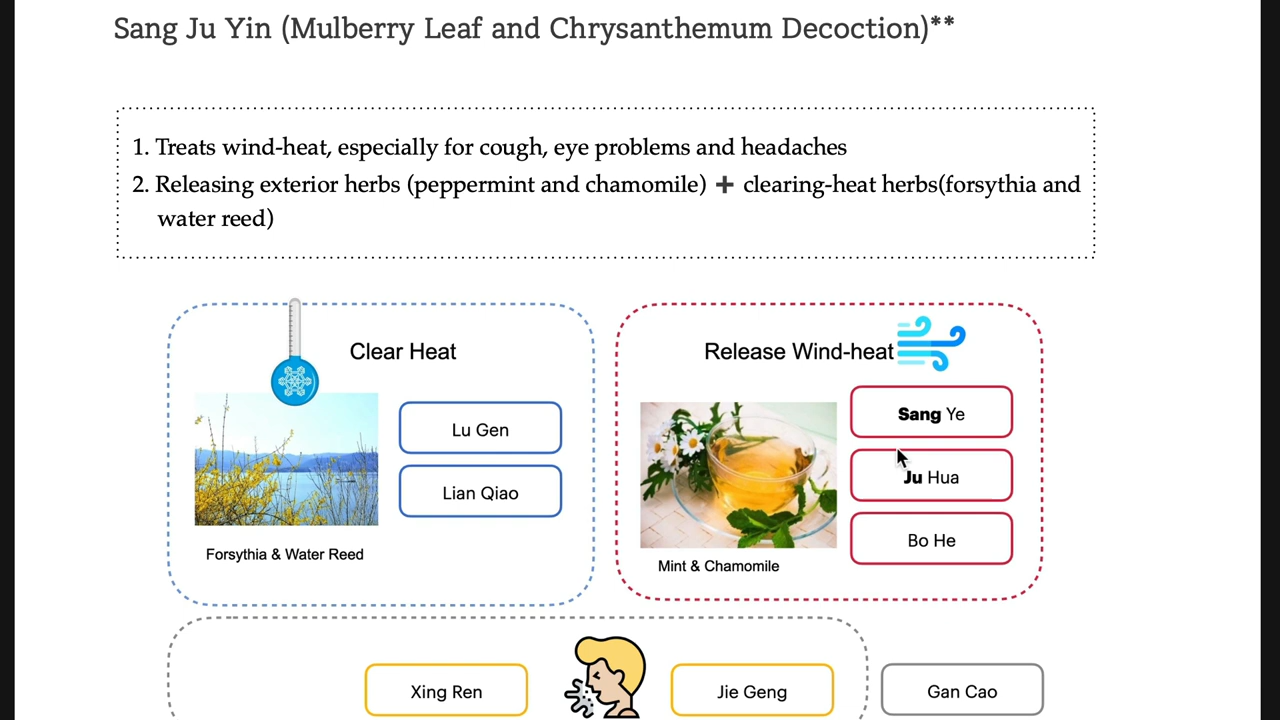 Sang Ju Yin (Mulberry Leaf and Chrysanthemum Decoction)**
1. Treats wind-heat, especially for cough, eye problems and headaches
2. Releasing exterior herbs (peppermint and chamomile) + clearing-heat herbs(forsythia and
water reed)
Clear Heat
Lu Gen
Lian Qiao
Forsythia & Water Reed
Release Wind-heat
Sang Ye
Ju Hua
Bo He
Mint & Chamomile
Xing Ren
Jie Geng
Gan Cao